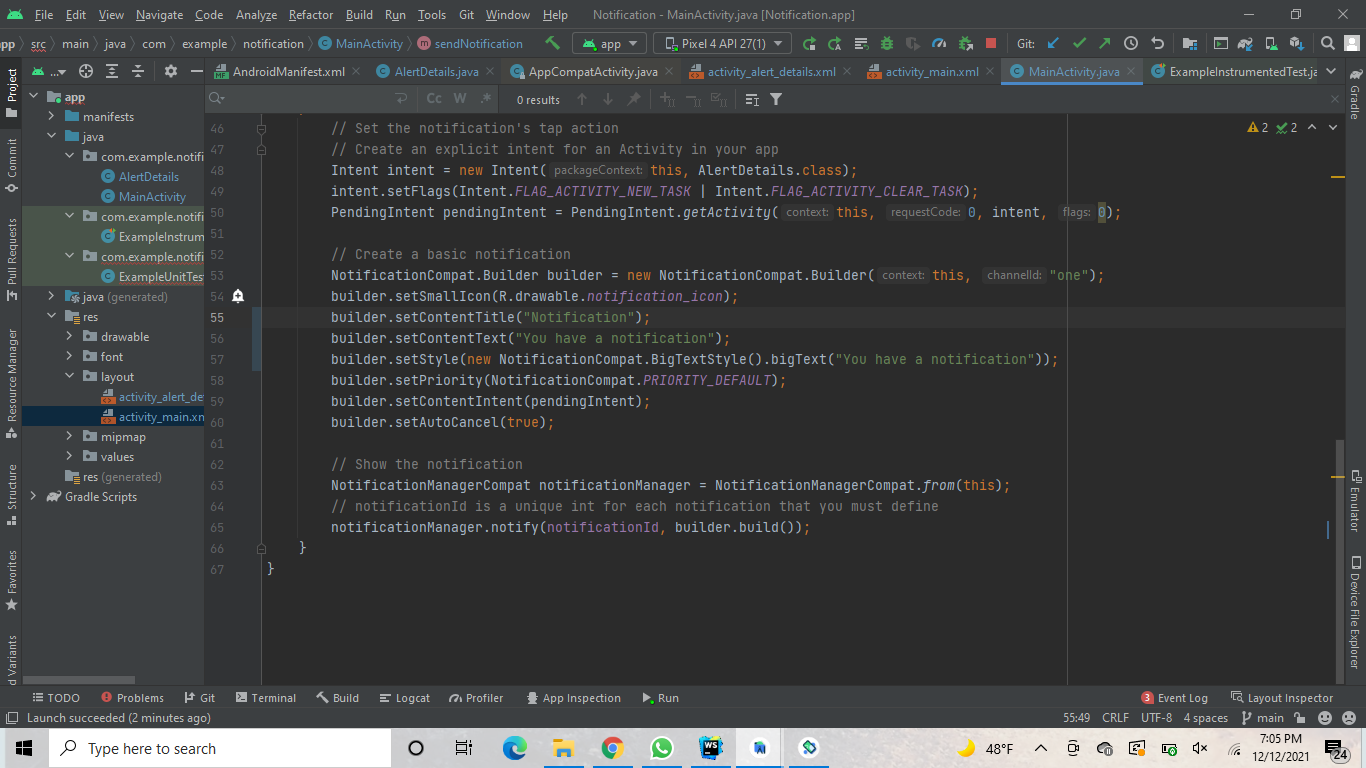 File Edit View Navigate Code Analyze Refactor Build Run Tools Git Window Help Notification - MainActivity.java [Notification.app]
pp src main java com example notification MainActivity sendNotification app Pixel 4 API 27(1) Git:
AndroidManifest.xml AlertDetails.java AppCompatActivity.java activity_alert_details.xml activity_main.xml MainActivity.java ExampleInstrumentedTest.ja
Cc W .* 0 results
Project
Commit
Pull Requests
Resource Manager
Structure
Favorites
d Variants
app
manifests
java
com.example.notifi
AlertDetails
MainActivity
com.example.notifi
ExampleInstrum
com.example.notifi
ExampleUnitTes
java (generated)
res
drawable
font
layout
activity_alert_de
activity_main.xm
mipmap
values
res (generated)
Gradle Scripts
2 2
46 // Set the notification's tap action
47 // Create an explicit intent for an Activity in your app
48 Intent intent = new Intent( packageContext: this, AlertDetails.class);
49 intent.setFlags(Intent.FLAG_ACTIVITY_NEW_TASK | Intent.FLAG_ACTIVITY_CLEAR_TASK);
50 PendingIntent pendingIntent = PendingIntent.getActivity( context: this, requestCode: 0, intent, flags: 0);
51
52 // Create a basic notification
53 NotificationCompat.Builder builder = new NotificationCompat.Builder( context: this, channelId: "one");
54 builder.setSmallIcon(R.drawable.notification_icon);
55 builder.setContentTitle("Notification");
56 builder.setContentText("You have a notification");
57 builder.setStyle(new NotificationCompat.BigTextStyle().bigText("You have a notification"));
58 builder.setPriority(NotificationCompat.PRIORITY_DEFAULT);
59 builder.setContentIntent(pendingIntent);
60 builder.setAutoCancel(true);
61
62 // Show the notification
63 NotificationManagerCompat notificationManager = NotificationManagerCompat.from(this);
64 // notificationId is a unique int for each notification that you must define
65 notificationManager.notify(notificationId, builder.build());
66 }
67 }
Gradle
Emulator
Device File Explorer
TODO Problems Git Terminal Build Logcat Profiler App Inspection Run 3 Event Log Layout Inspector
Launch succeeded (2 minutes ago) 55:49 CRLF UTF-8 4 spaces main
Type here to search WS 48°F 7:05 PM
12/12/2021 24